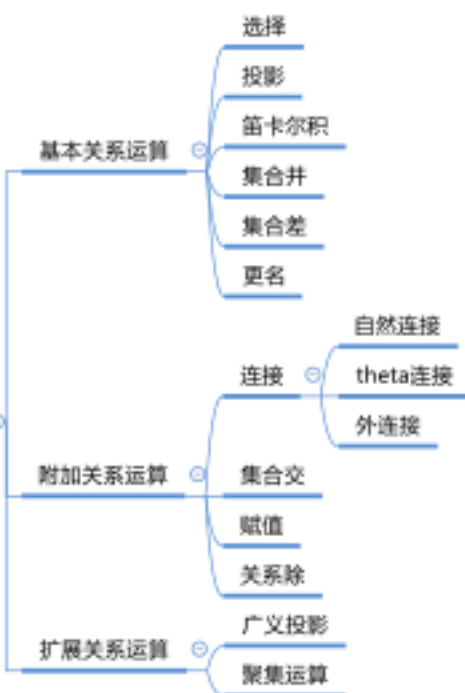 基本关系运算
选择
投影
笛卡尔积
集合并
集合差
更名
附加关系运算
连接
自然连接
theta连接
外连接
集合交
赋值
关系除
扩展关系运算
广义投影
聚集运算